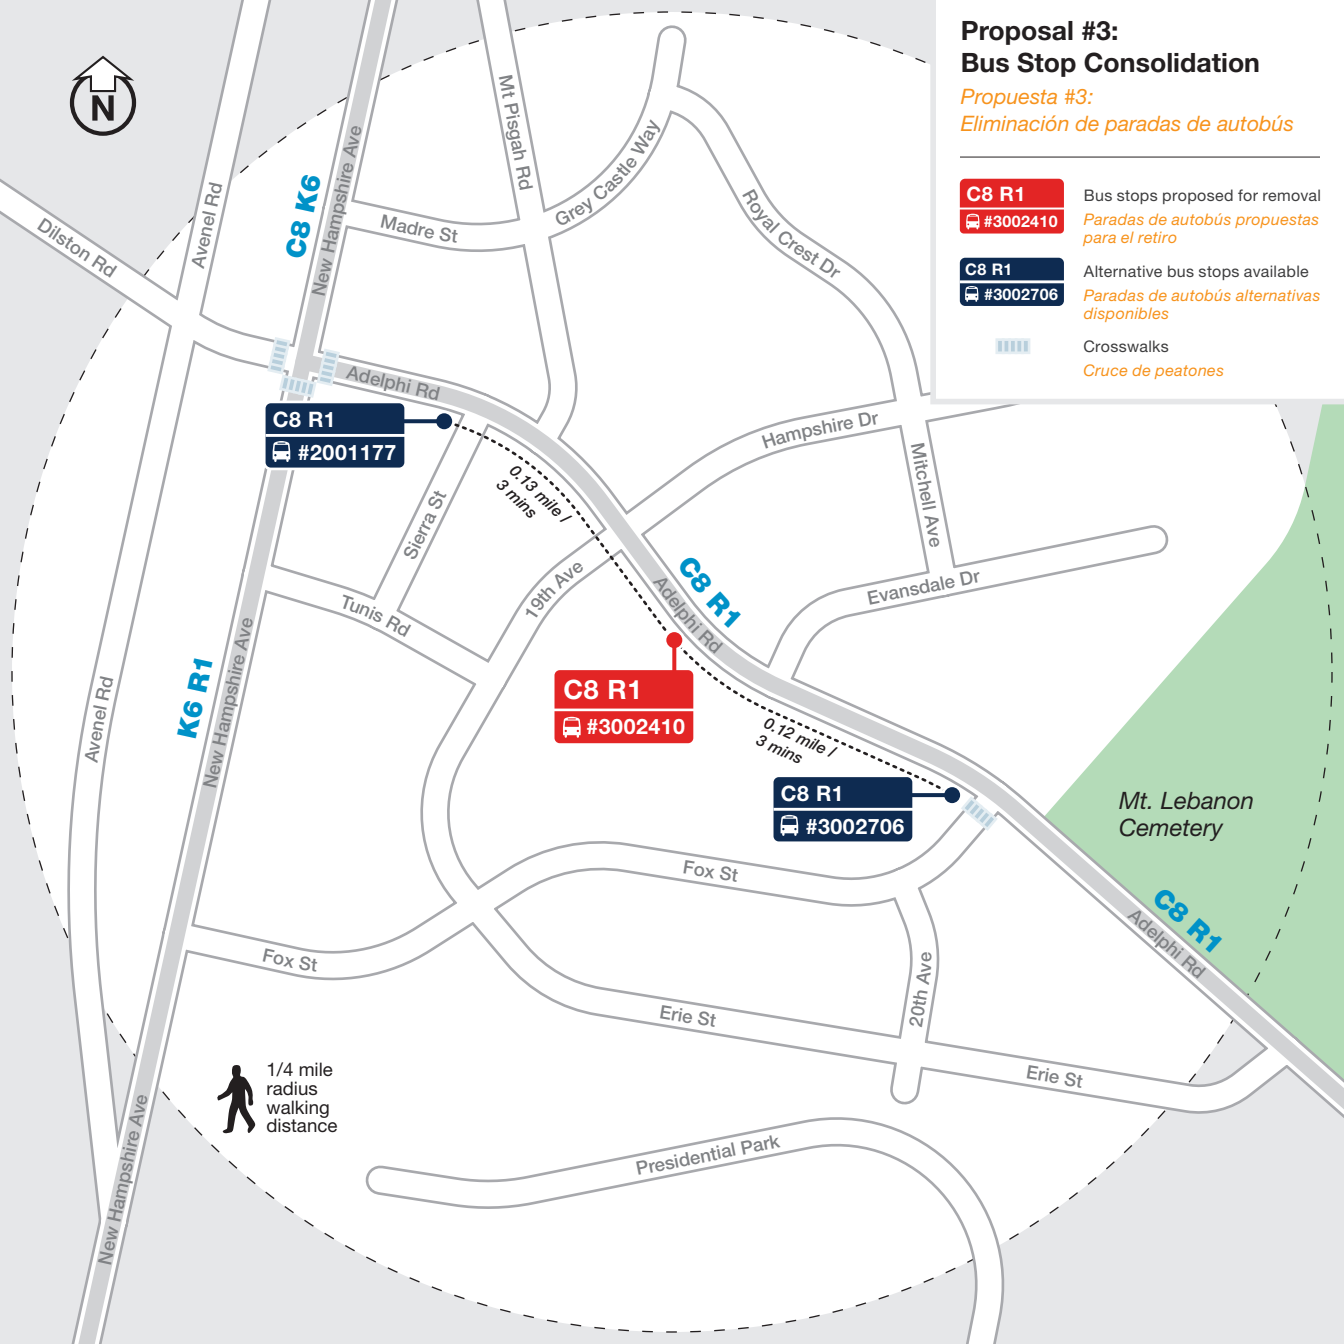 Proposal #3:
Bus Stop Consolidation
Propuesta #3:
Eliminación de paradas de autobús
C8 R1
#3002410
Bus stops proposed for removal
Paradas de autobús propuestas
para el retiro
C8 R1
#3002706
Alternative bus stops available
Paradas de autobús alternativas
disponibles
Crosswalks
Cruce de peatones
N
Dilston Rd
Avenel Rd
C8 K6
New Hampshire Ave
Mt Pisgah Rd
Madre St
Grey Castle Way
Royal Crest Dr
Adelphi Rd
C8 R1
#2001177
0.13 mile /
3 mins
Sierra St
Tunis Rd
19th Ave
Hampshire Dr
Mitchell Ave
Evansdale Dr
C8 R1
Adelphi Rd
K6 R1
New Hampshire Ave
Avenel Rd
C8 R1
#3002410
0.12 mile /
3 mins
C8 R1
#3002706
Mt. Lebanon
Cemetery
C8 R1
Adelphi Rd
Fox St
Fox St
20th Ave
Erie St
Erie St
1/4 mile
radius
walking
distance
New Hampshire Ave
Presidential Park